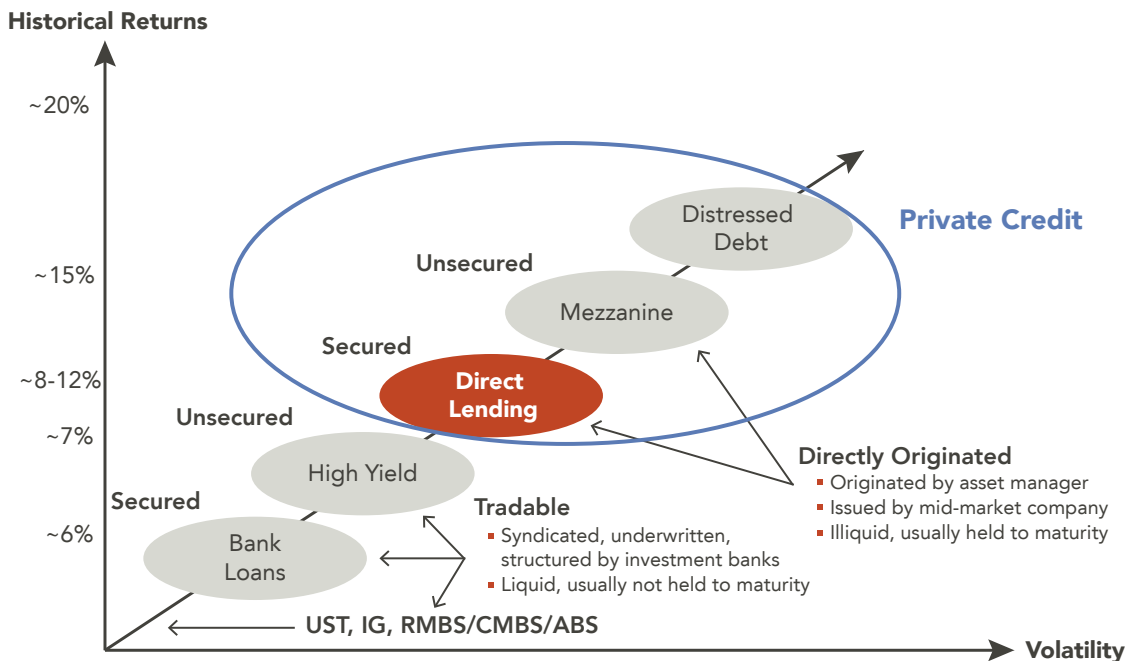 Historical Returns
~20%
Distressed
Debt
Private Credit
Unsecured
~15%
Mezzanine
Secured
~8-12%
Direct
Lending
Unsecured
~7%
High Yield
Directly Originated
▪ Originated by asset manager
▪ Issued by mid-market company
▪ Illiquid, usually held to maturity
Secured
~6%
Bank
Loans
Tradable
▪ Syndicated, underwritten,
structured by investment banks
▪ Liquid, usually not held to maturity
UST, IG, RMBS/CMBS/ABS
Volatility